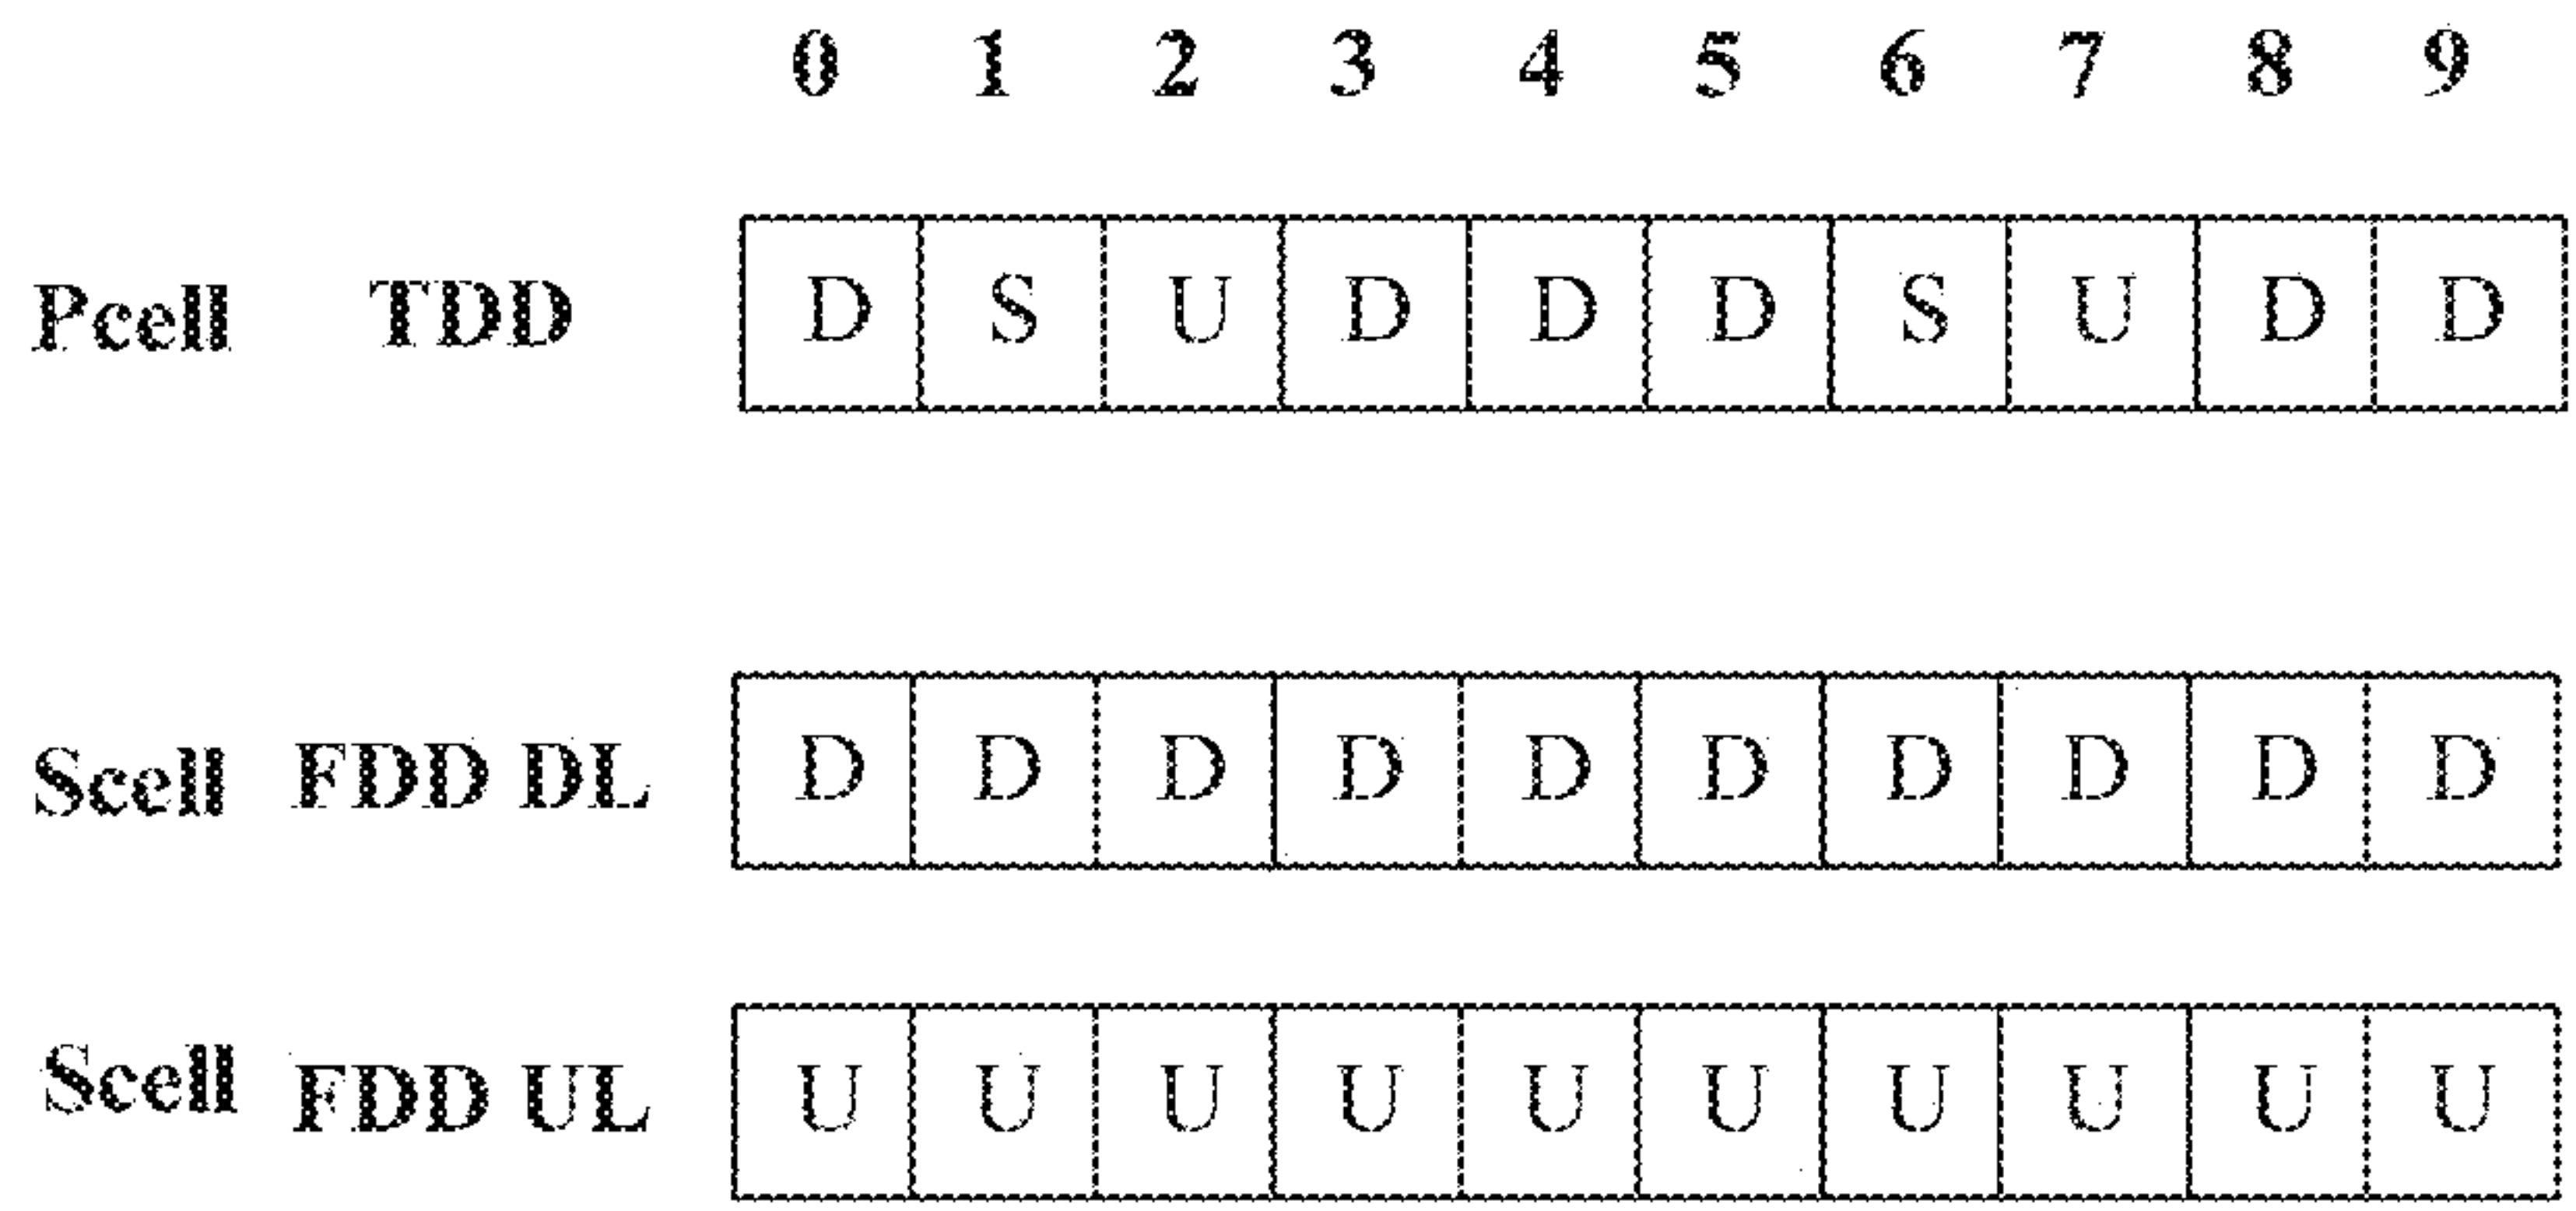 0 1 2 3 4 5 6 7 8 9
Pcell TDD D S U D D D S U D D
Scell FDD DL D D D D D D D D D D
Scell FDD UL U U U U U U U U U U